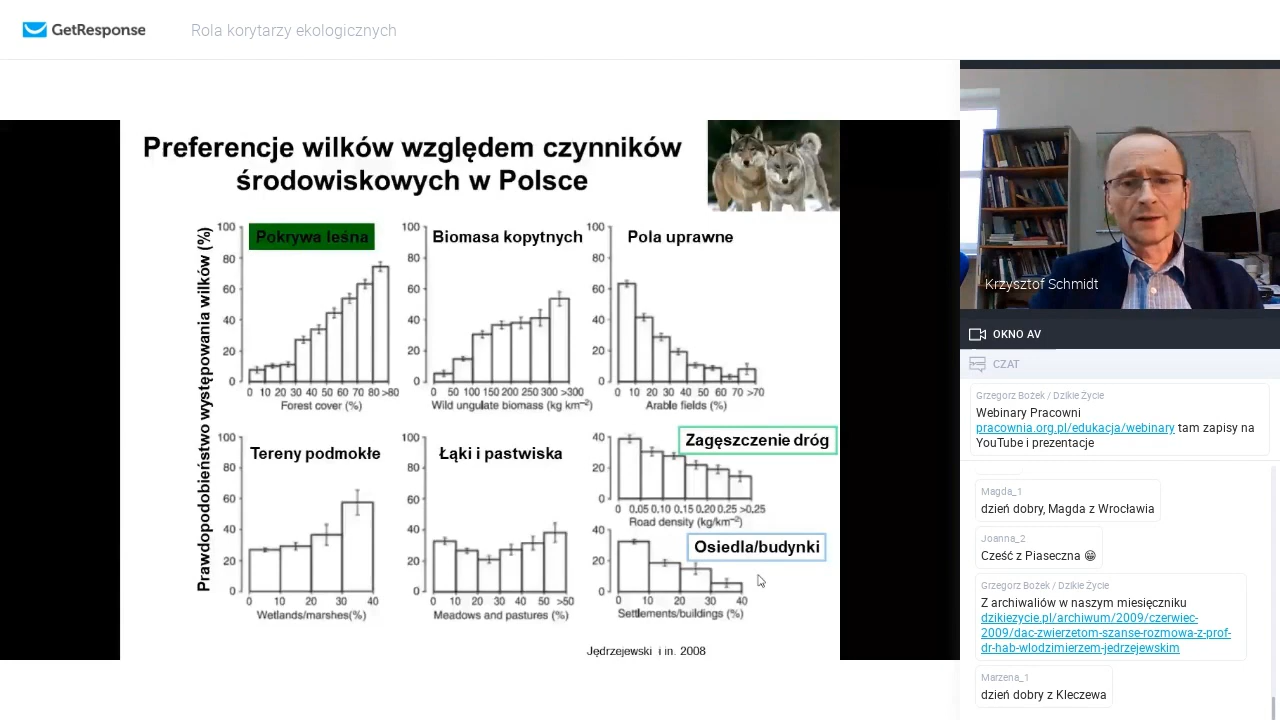 GetResponse
Rola korytarzy ekologicznych
Preferencje wilków względem czynników
środowiskowych w Polsce
Prawdopodobieństwo występowania wilków (%)
Pokrywa leśna
100
80
60
40
20
0
0 10 20 30 40 50 60 70 80 >80
Forest cover (%)
Biomasa kopytnych
100
80
60
40
20
0
0 50 100 150 200 250 300 >300
Wild ungulate biomass (kg km⁻²)
Pola uprawne
100
80
60
40
20
0
0 10 20 30 40 50 60 70 >70
Arable fields (%)
Tereny podmokłe
100
80
60
40
20
0
0 10 20 30 40
Wetlands/marshes(%)
Łąki i pastwiska
100
80
60
40
20
0
0 10 20 30 40 50 >50
Meadows and pastures (%)
Zagęszczenie dróg
40
20
0
0 0.05 0.10 0.15 0.20 0.25 >0.25
Road density (kg/km⁻²)
Osiedla/budynki
40
20
0
0 10 20 30 40
Settlements/buildings (%)
Jędrzejewski i in. 2008
Krzysztof Schmidt
OKNO AV
CZAT
Grzegorz Bożek / Dzikie Życie
Webinary Pracowni
pracownia.org.pl/edukacja/webinary tam zapisy na
YouTube i prezentacje
Magda_1
dzień dobry, Magda z Wrocławia
Joanna_2
Cześć z Piaseczna 😁
Grzegorz Bożek / Dzikie Życie
Z archiwaliów w naszym miesięczniku
dzikiezycie.pl/archiwum/2009/czerwiec-
2009/dac-zwierzetom-szanse-rozmowa-z-prof-
dr-hab-wlodzimierzem-jedrzejewskim
Marzena_1
dzień dobry z Kleczewa